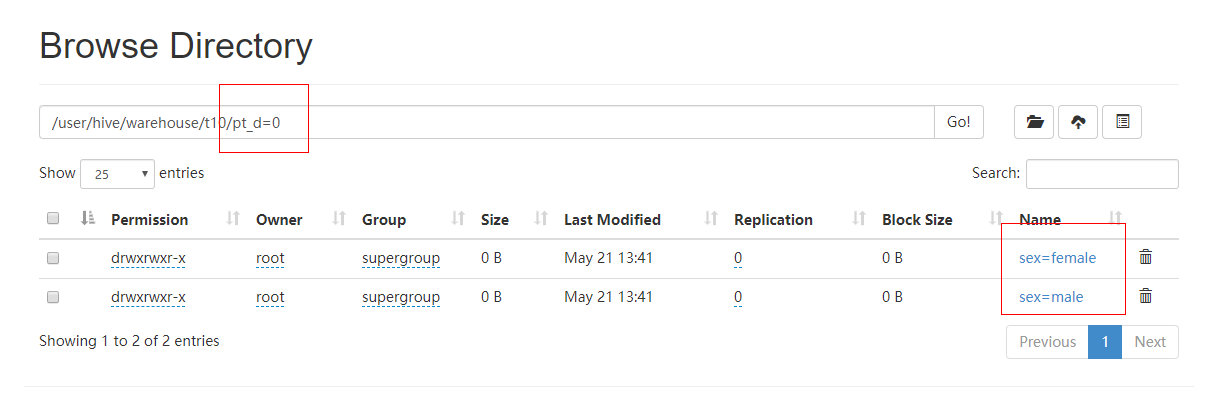 Browse Directory
/user/hive/warehouse/t10/pt_d=0 Go!
Show 25 entries Search:
Permission Owner Group Size Last Modified Replication Block Size Name
drwxrwxr-x root supergroup 0 B May 21 13:41 0 0 B sex=female
drwxrwxr-x root supergroup 0 B May 21 13:41 0 0 B sex=male
Showing 1 to 2 of 2 entries Previous 1 Next